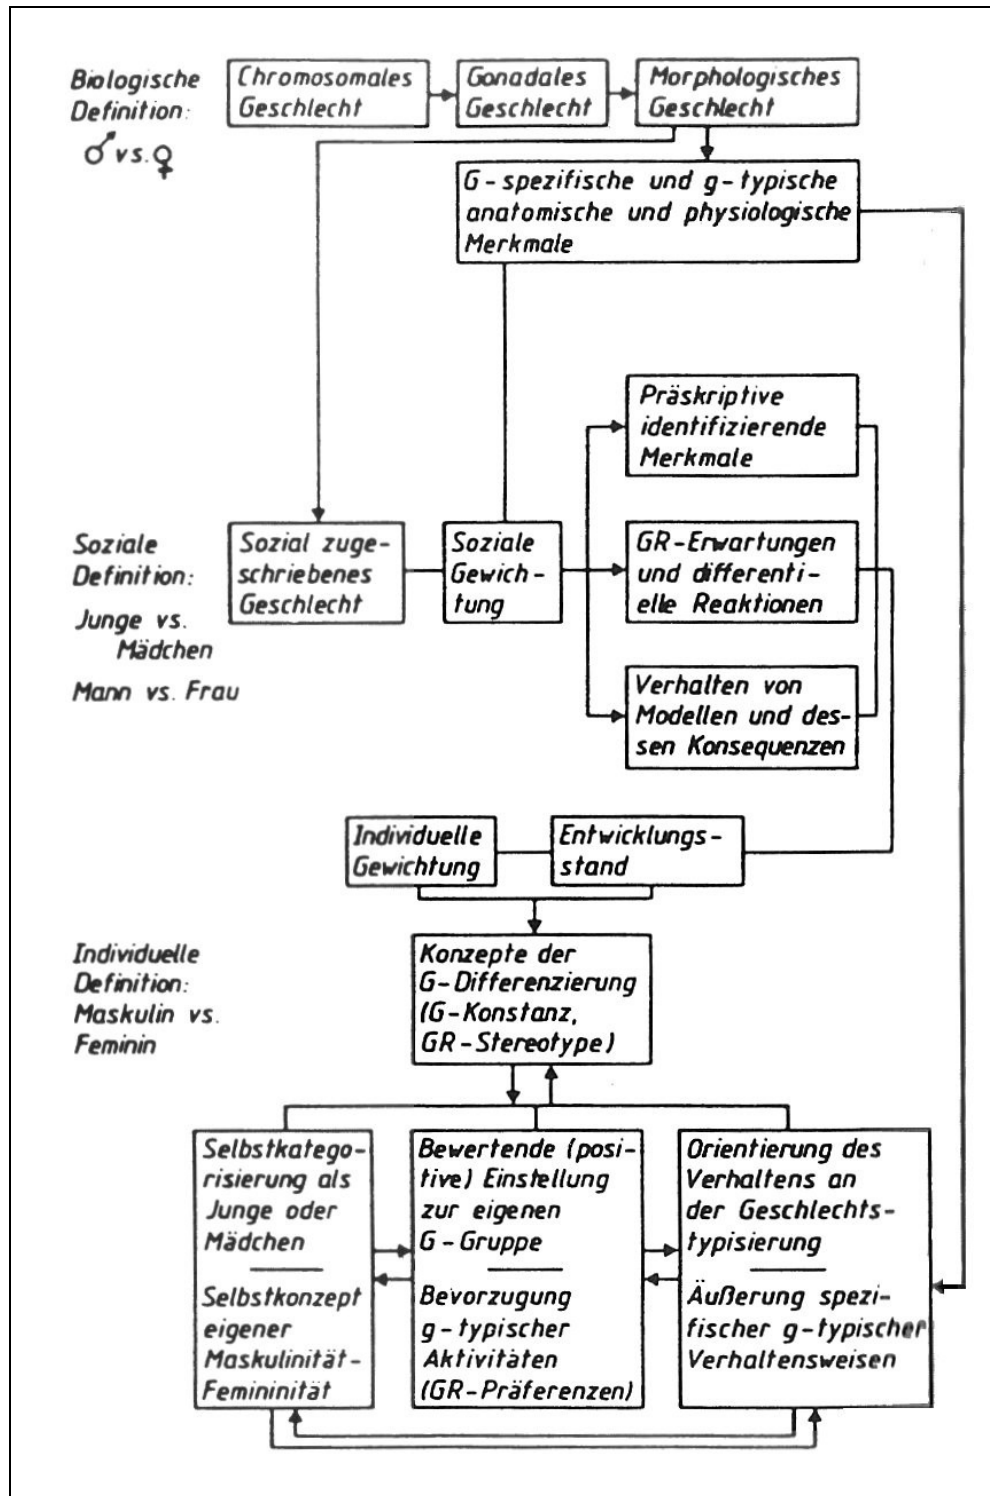 Biologische
Definition:
♂ vs. ♀
Chromosomales
Geschlecht
Gonadales
Geschlecht
Morphologisches
Geschlecht
G-spezifische und g-typische
anatomische und physiologische
Merkmale
Präskriptive
identifizierende
Merkmale
Soziale
Definition:
Junge vs.
Mädchen
Mann vs. Frau
Sozial zuge-
schriebenes
Geschlecht
Soziale
Gewich-
tung
GR-Erwartungen
und differenti-
elle Reaktionen
Verhalten von
Modellen und des-
sen Konsequenzen
Individuelle
Gewichtung
Entwicklungs-
stand
Individuelle
Definition:
Maskulin vs.
Feminin
Konzepte der
G-Differenzierung
(G-Konstanz,
GR-Stereotype)
Selbstkatego-
risierung als
Junge oder
Mädchen
Selbstkonzept
eigener
Maskulinität-
Femininität
Bewertende (posi-
tive) Einstellung
zur eigenen
G-Gruppe
Bevorzugung
g-typischer
Aktivitäten
(GR-Präferenzen)
Orientierung des
Verhaltens an
der Geschlechts-
typisierung
Äußerung spezi-
fischer g-typischer
Verhaltensweisen